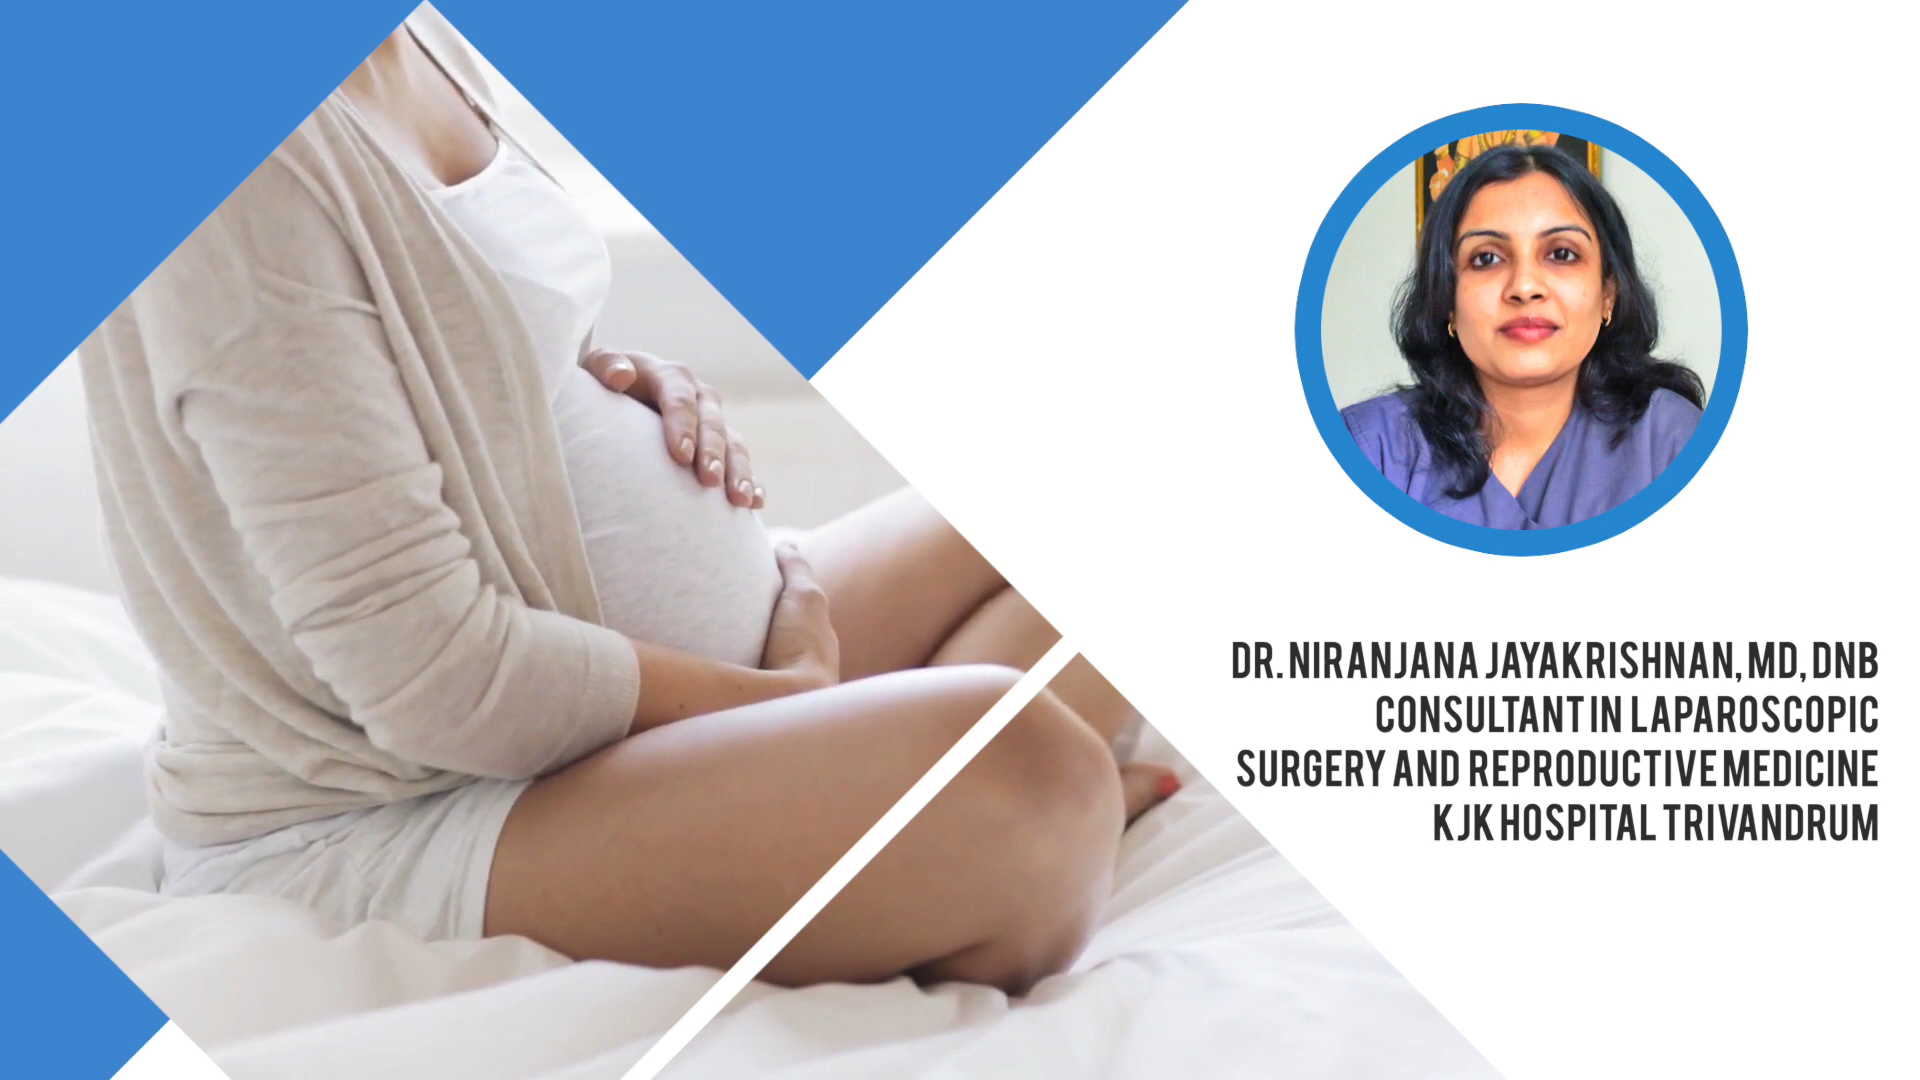 DR. NIRANJANA JAYAKRISHNAN, MD, DNB
CONSULTANT IN LAPAROSCOPIC
SURGERY AND REPRODUCTIVE MEDICINE
KJK HOSPITAL TRIVANDRUM